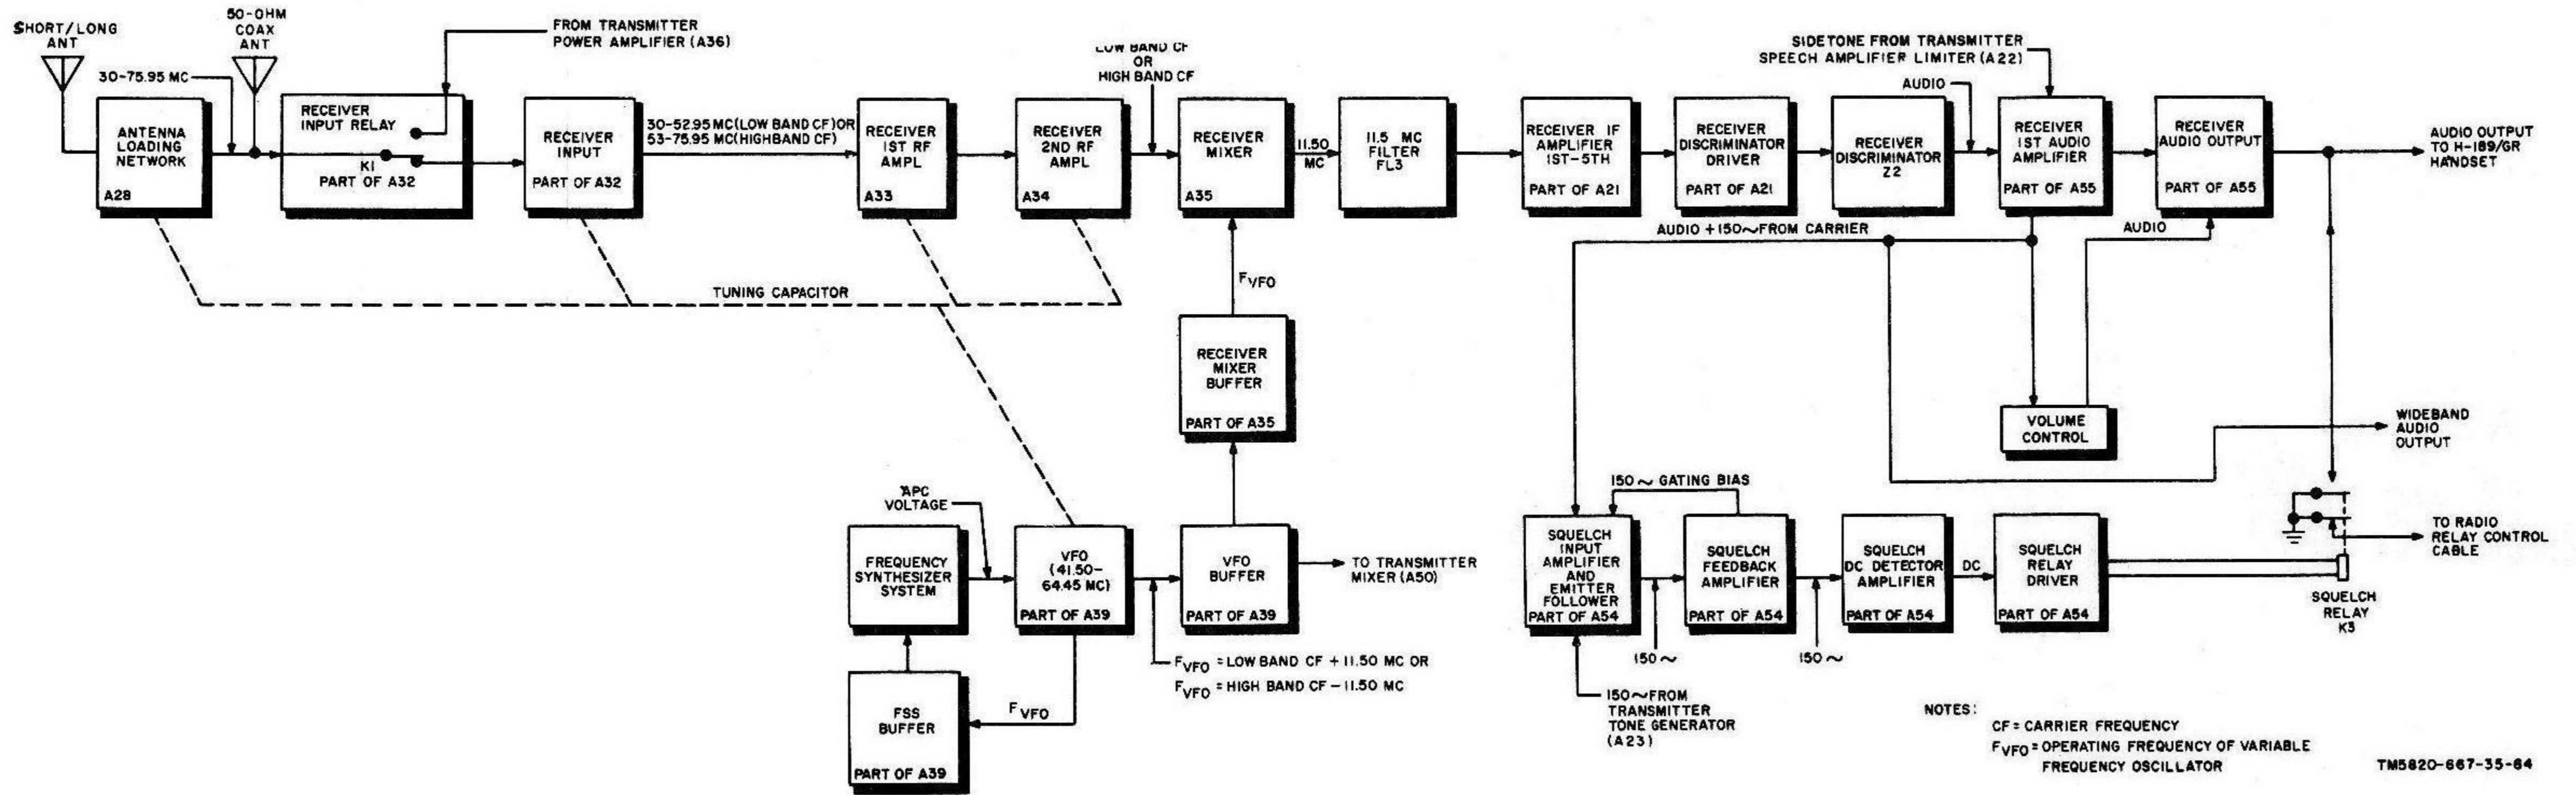 SHORT/LONG
ANT
50-OHM
COAX
ANT
FROM TRANSMITTER
POWER AMPLIFIER (A36)
30-75.95 MC
ANTENNA
LOADING
NETWORK
A28
RECEIVER
INPUT RELAY
K1
PART OF A32
RECEIVER
INPUT
PART OF A32
30-52.95 MC(LOW BAND CF)OR
53-75.95 MC(HIGHBAND CF)
RECEIVER
1ST RF
AMPL
A33
RECEIVER
2ND RF
AMPL
A34
LOW BAND CF
OR
HIGH BAND CF
RECEIVER
MIXER
A35
11.50
MC
11.5 MC
FILTER
FL3
RECEIVER IF
AMPLIFIER
1ST-5TH
PART OF A21
RECEIVER
DISCRIMINATOR
DRIVER
PART OF A21
RECEIVER
DISCRIMINATOR
Z2
AUDIO
SIDETONE FROM TRANSMITTER
SPEECH AMPLIFIER LIMITER (A22)
RECEIVER
1ST AUDIO
AMPLIFIER
PART OF A55
RECEIVER
AUDIO OUTPUT
PART OF A55
AUDIO OUTPUT
TO H-189/GR
HANDSET
AUDIO +150~FROM CARRIER
AUDIO
TUNING CAPACITOR
FVFO
RECEIVER
MIXER
BUFFER
PART OF A35
VOLUME
CONTROL
WIDEBAND
AUDIO
OUTPUT
APC
VOLTAGE
FREQUENCY
SYNTHESIZER
SYSTEM
VFO
(41.50-
64.45 MC)
PART OF A39
VFO
BUFFER
PART OF A39
TO TRANSMITTER
MIXER (A50)
150~ GATING BIAS
SQUELCH
INPUT
AMPLIFIER
AND
EMITTER
FOLLOWER
PART OF A54
SQUELCH
FEEDBACK
AMPLIFIER
PART OF A54
SQUELCH
DC DETECTOR
AMPLIFIER
PART OF A54
DC
SQUELCH
RELAY
DRIVER
PART OF A54
TO RADIO
RELAY CONTROL
CABLE
SQUELCH
RELAY
K3
150~
150~
FVFO = LOW BAND CF + 11.50 MC OR
FVFO = HIGH BAND CF - 11.50 MC
FSS
BUFFER
PART OF A39
FVFO
150~FROM
TRANSMITTER
TONE GENERATOR
(A23)
NOTES:
CF= CARRIER FREQUENCY
FVFO = OPERATING FREQUENCY OF VARIABLE
FREQUENCY OSCILLATOR
TM5820-667-35-64